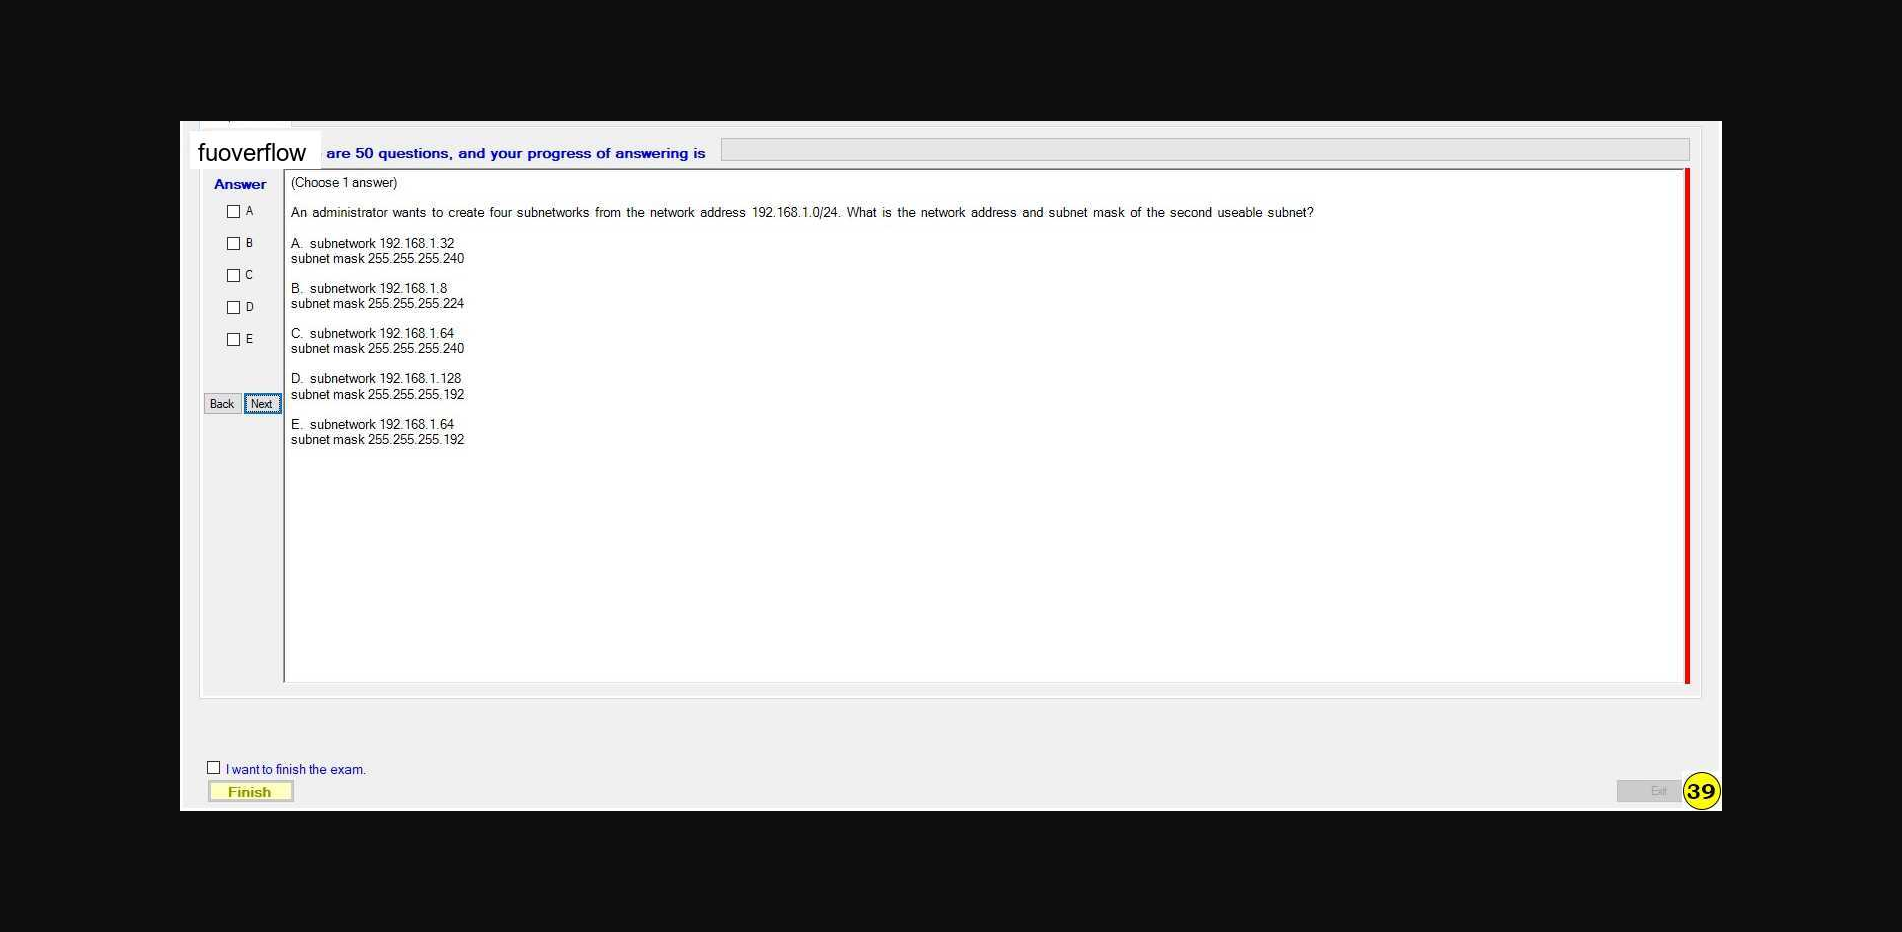 fuoverflow are 50 questions, and your progress of answering is
Answer
A
B
C
D
E
Back Next
(Choose 1 answer)
An administrator wants to create four subnetworks from the network address 192.168.1.0/24. What is the network address and subnet mask of the second useable subnet?
A. subnetwork 192.168.1.32
subnet mask 255.255.255.240
B. subnetwork 192.168.1.8
subnet mask 255.255.255.224
C. subnetwork 192.168.1.64
subnet mask 255.255.255.240
D. subnetwork 192.168.1.128
subnet mask 255.255.255.192
E. subnetwork 192.168.1.64
subnet mask 255.255.255.192
I want to finish the exam.
Finish
Exit
39